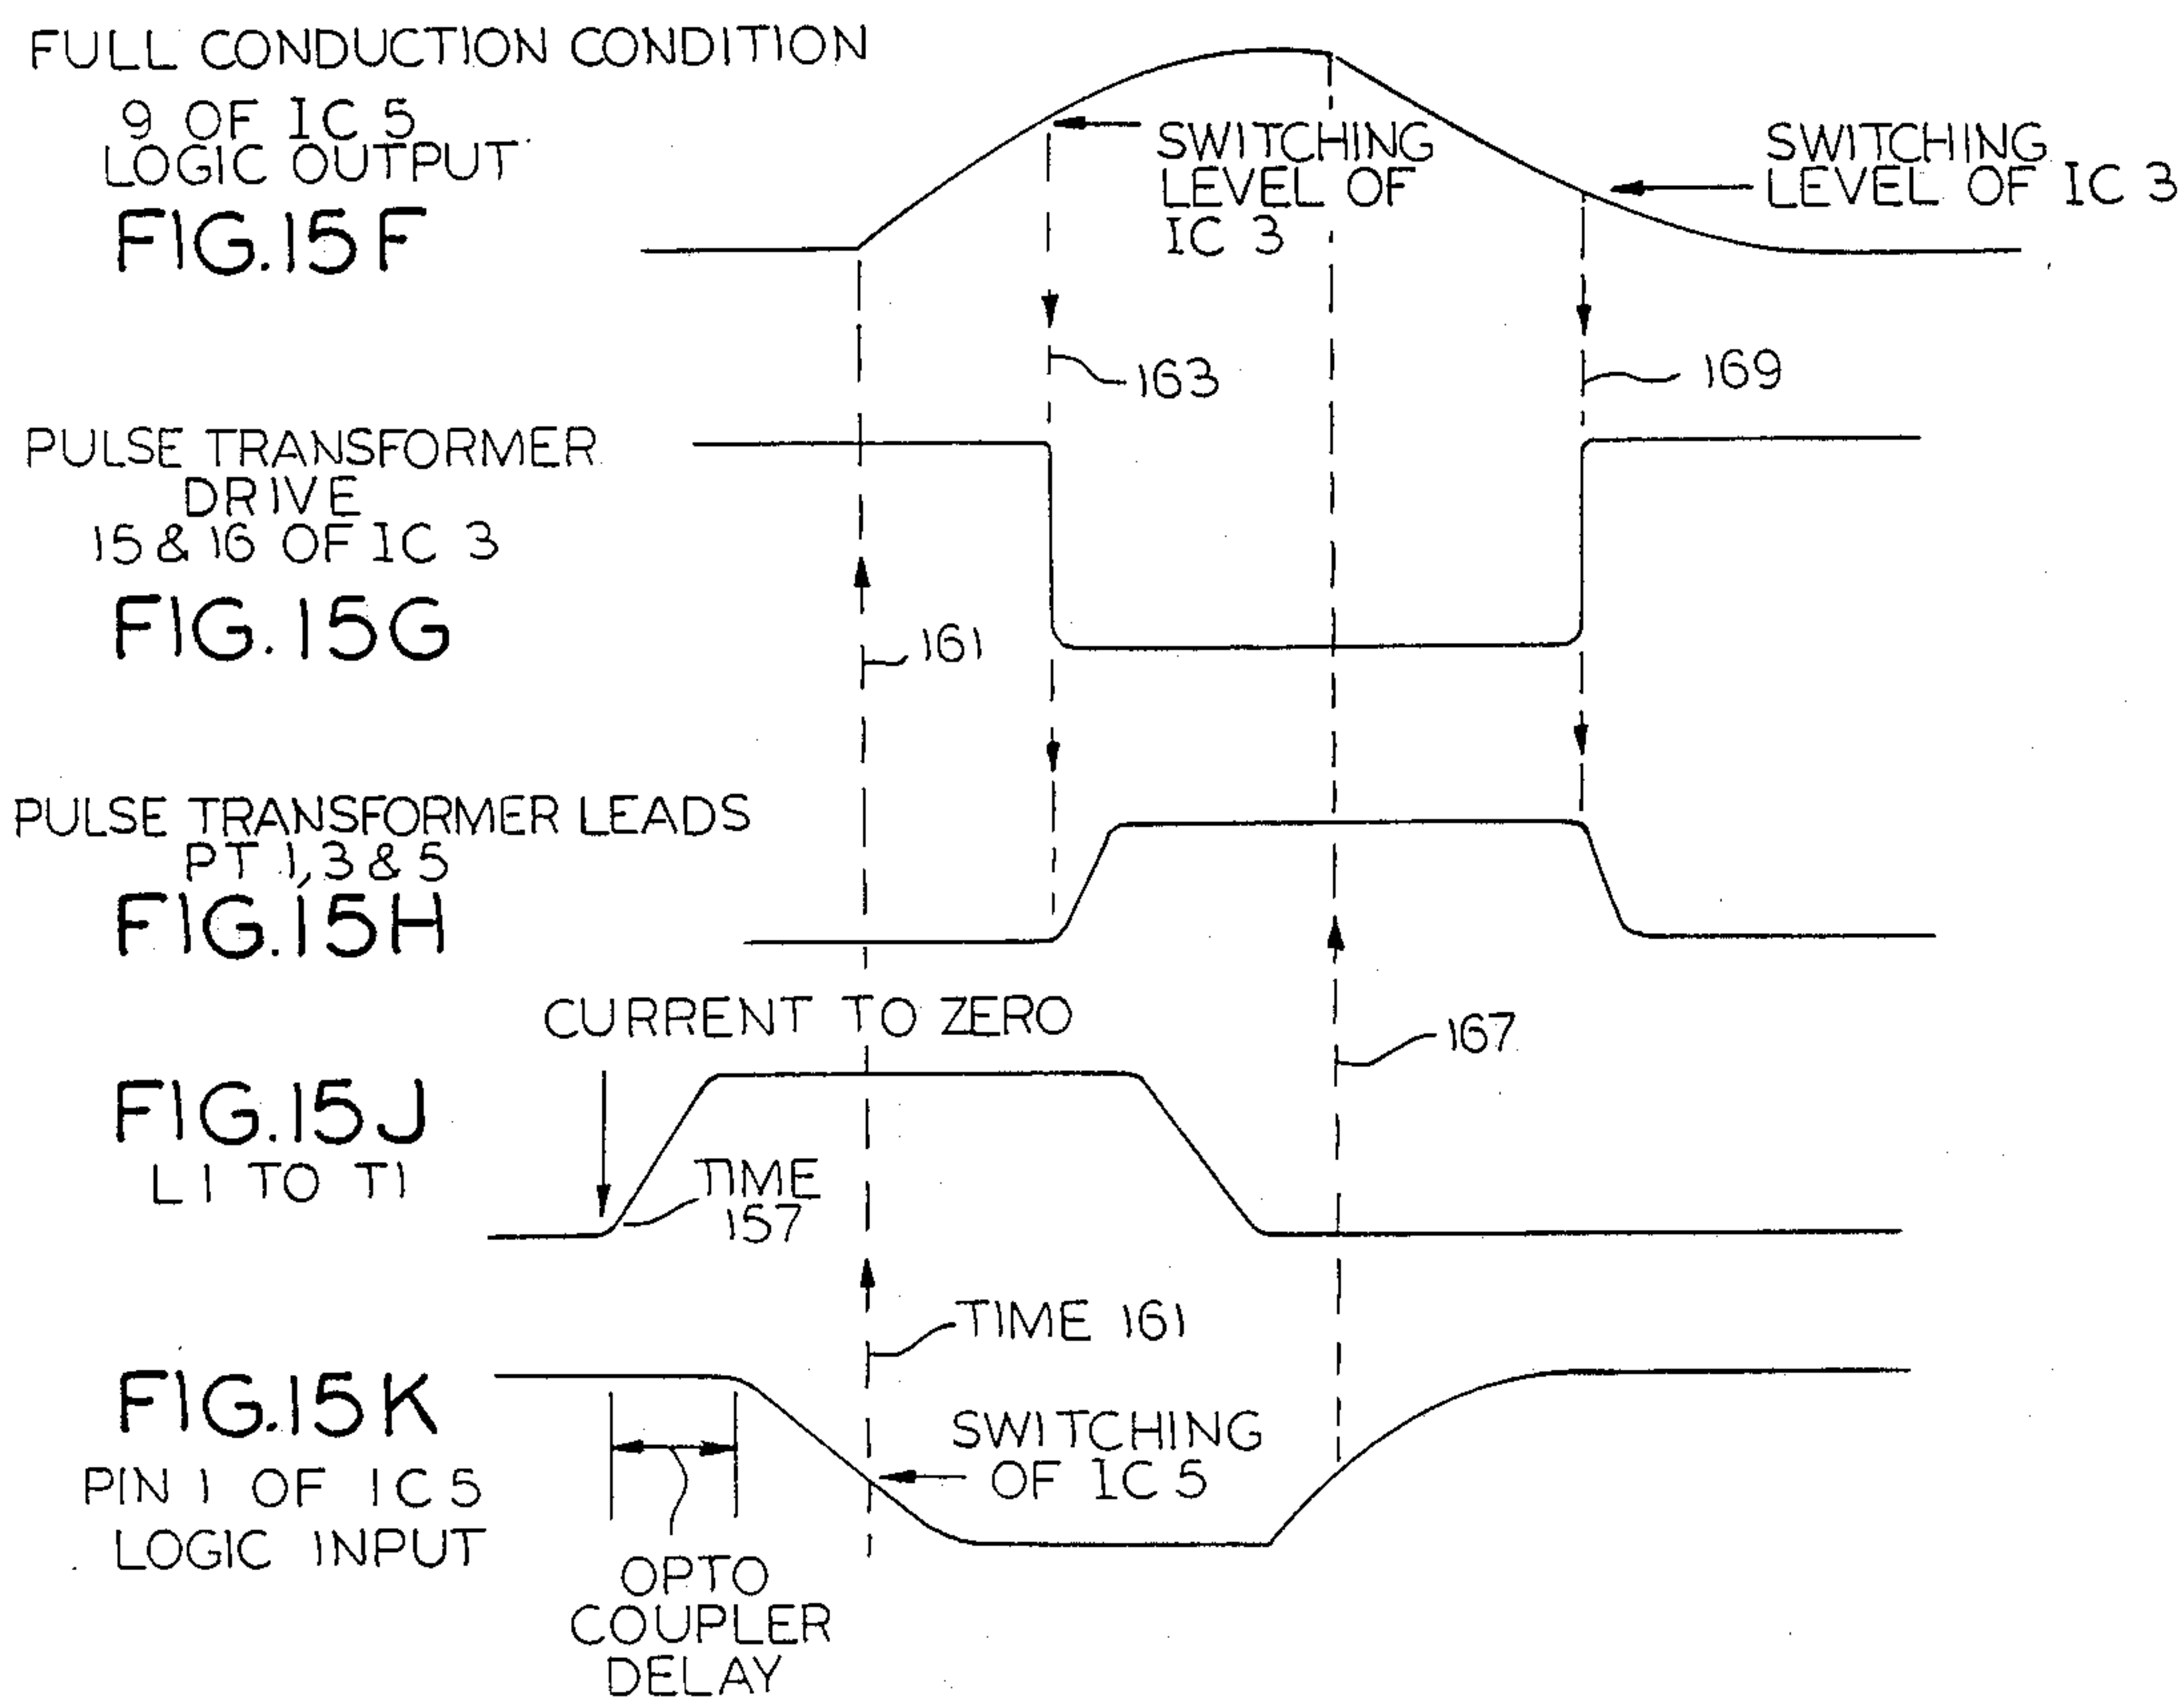 FULL CONDUCTION CONDITION
9 OF IC 5
LOGIC OUTPUT
FIG.15F
SWITCHING
LEVEL OF
IC 3
SWITCHING
LEVEL OF IC 3
163
169
PULSE TRANSFORMER
DRIVE
15 & 16 OF IC 3
FIG.15G
161
PULSE TRANSFORMER LEADS
PT 1,3 & 5
FIG.15H
CURRENT TO ZERO
167
FIG.15J
L1 TO T1
TIME
157
TIME 161
FIG.15K
PIN 1 OF IC 5
LOGIC INPUT
SWITCHING
OF IC 5
OPTO
COUPLER
DELAY